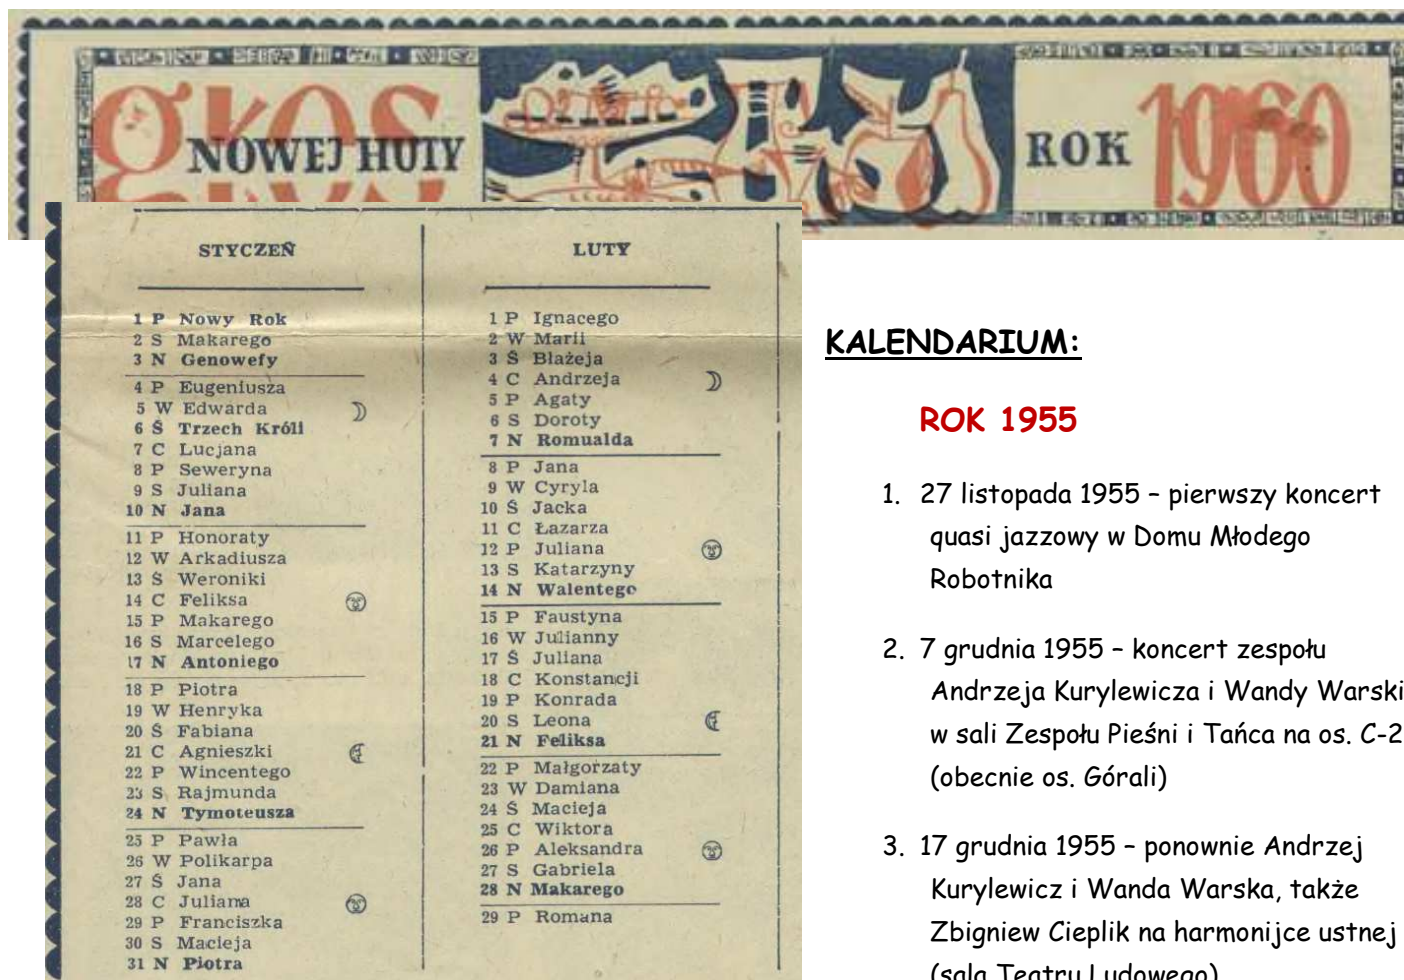 głos
NOWEJ HUTY
ROK 1960
STYCZEŃ
1 P Nowy Rok
2 S Makarego
3 N Genowefy
4 P Eugeniusza
5 W Edwarda
6 Ś Trzech Króli
7 C Lucjana
8 P Seweryna
9 S Juliana
10 N Jana
11 P Honoraty
12 W Arkadiusza
13 Ś Weroniki
14 C Feliksa
15 P Makarego
16 S Marcelego
17 N Antoniego
18 P Piotra
19 W Henryka
20 Ś Fabiana
21 C Agnieszki
22 P Wincentego
23 S Rajmunda
24 N Tymoteusza
25 P Pawła
26 W Polikarpa
27 Ś Jana
28 C Juliana
29 P Franciszka
30 S Macieja
31 N Piotra
LUTY
1 P Ignacego
2 W Marii
3 Ś Błażeja
4 C Andrzeja
5 P Agaty
6 S Doroty
7 N Romualda
8 P Jana
9 W Cyryla
10 Ś Jacka
11 C Łazarza
12 P Juliana
13 S Katarzyny
14 N Walentego
15 P Faustyna
16 W Julianny
17 Ś Juliana
18 C Konstancji
19 P Konrada
20 S Leona
21 N Feliksa
22 P Małgorzaty
23 W Damiana
24 Ś Macieja
25 C Wiktora
26 P Aleksandra
27 S Gabriela
28 N Makarego
29 P Romana
KALENDARIUM:
ROK 1955
1. 27 listopada 1955 – pierwszy koncert
quasi jazzowy w Domu Młodego
Robotnika
2. 7 grudnia 1955 – koncert zespołu
Andrzeja Kurylewicza i Wandy Warski
w sali Zespołu Pieśni i Tańca na os. C-2
(obecnie os. Górali)
3. 17 grudnia 1955 – ponownie Andrzej
Kurylewicz i Wanda Warska, także
Zbigniew Cieplik na harmonijce ustnej
(sala Teatru Ludowego)